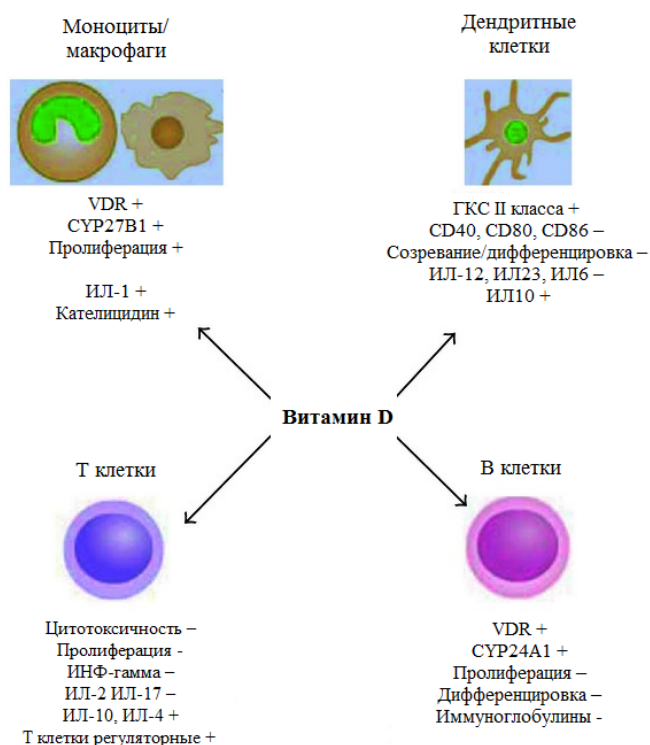 Моноциты/
макрофаги
VDR +
CYP27B1 +
Пролиферация +
ИЛ-1 +
Кателицидин +
Дендритные
клетки
ГКС II класса +
CD40, CD80, CD86 –
Созревание/дифференцировка –
ИЛ-12, ИЛ23, ИЛ6 –
ИЛ10 +
Витамин D
Т клетки
Цитотоксичность –
Пролиферация -
ИНФ-гамма –
ИЛ-2 ИЛ-17 –
ИЛ-10, ИЛ-4 +
Т клетки регуляторные +
В клетки
VDR +
CYP24A1 +
Пролиферация –
Дифференцировка –
Иммуноглобулины -